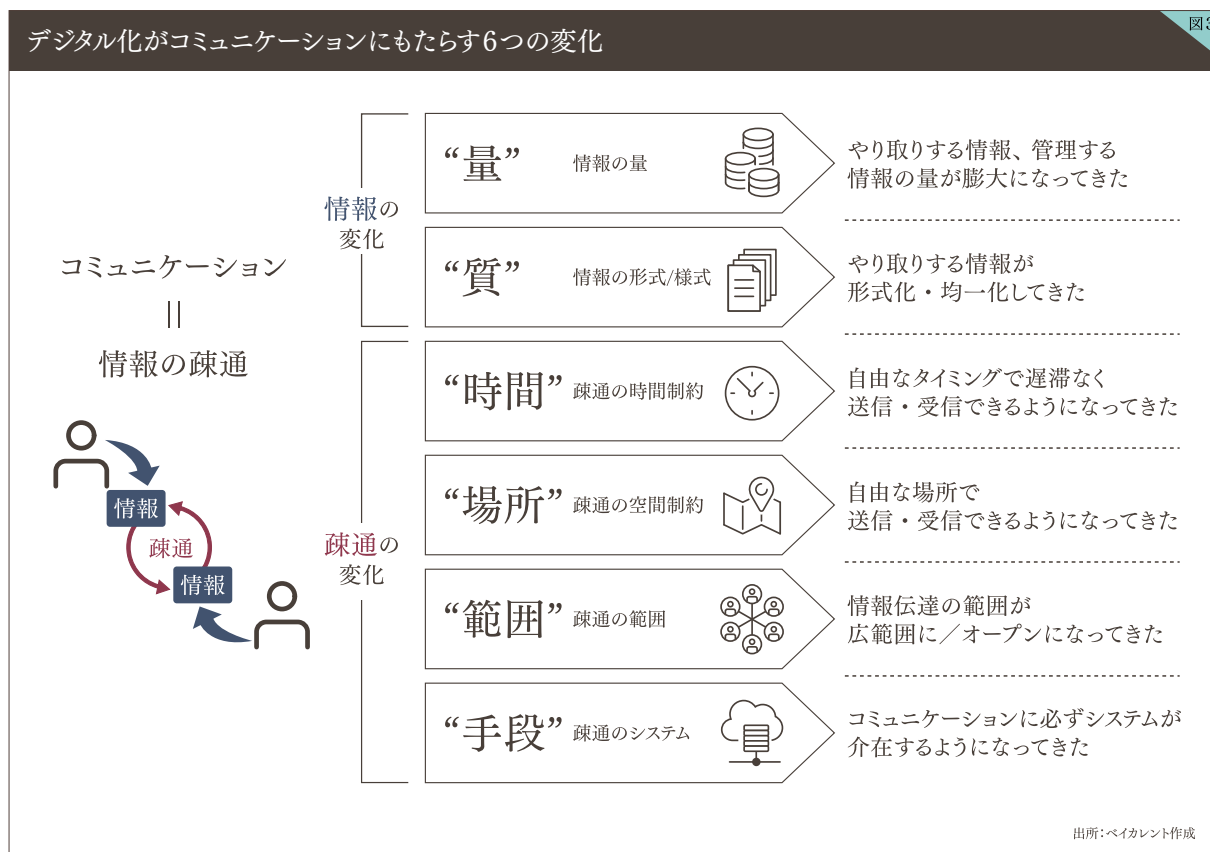 デジタル化がコミュニケーションにもたらす6つの変化
図3
コミュニケーション
情報の疎通
情報
疎通
情報
情報の
変化
疎通の
変化
“量” 情報の量
やり取りする情報、管理する
情報の量が膨大になってきた
“質” 情報の形式/様式
やり取りする情報が
形式化・均一化してきた
“時間” 疎通の時間制約
自由なタイミングで遅滞なく
送信・受信できるようになってきた
“場所” 疎通の空間制約
自由な場所で
送信・受信できるようになってきた
“範囲” 疎通の範囲
情報伝達の範囲が
広範囲に／オープンになってきた
“手段” 疎通のシステム
コミュニケーションに必ずシステムが
介在するようになってきた
出所：ベイカレント作成